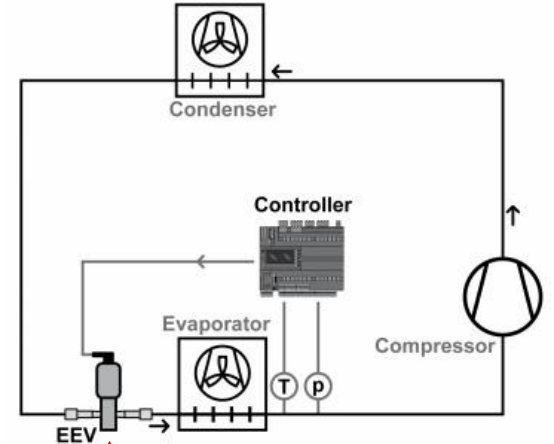 Condenser
Controller
Evaporator
Compressor
T
p
EEV